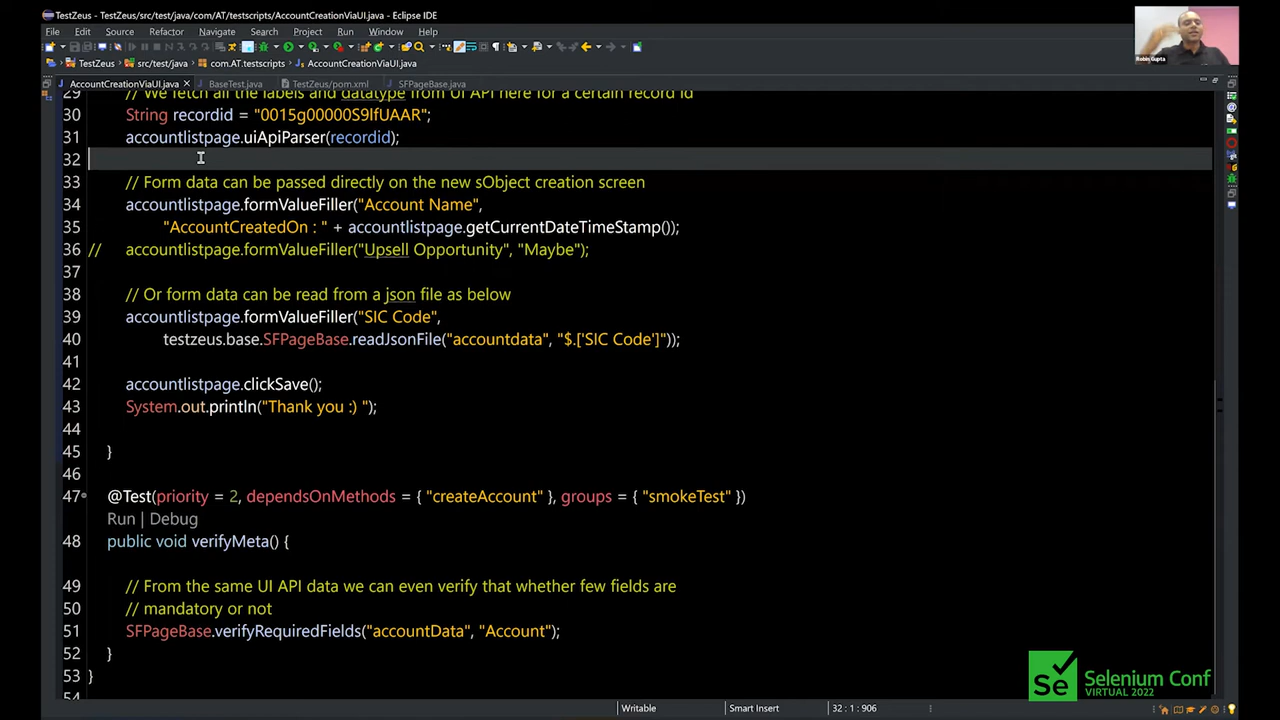 TestZeus - TestZeus/src/test/java/com/AT/testscripts/AccountCreationViaUI.java - Eclipse IDE
File Edit Source Refactor Navigate Search Project Run Window Help
TestZeus src/test/java com.AT.testscripts AccountCreationViaUI.java
AccountCreationViaUI.java BaseTest.java TestZeus/pom.xml SFPageBase.java
29 // We fetch all the labels and datatype from UI API here for a certain record id
30 String recordid = "0015g00000S9IfUAAR";
31 accountlistpage.uiApiParser(recordid);
32
33 // Form data can be passed directly on the new sObject creation screen
34 accountlistpage.formValueFiller("Account Name",
35 "AccountCreatedOn : " + accountlistpage.getCurrentDateTimeStamp());
36 // accountlistpage.formValueFiller("Upsell Opportunity", "Maybe");
37
38 // Or form data can be read from a json file as below
39 accountlistpage.formValueFiller("SIC Code",
40 testzeus.base.SFPageBase.readJsonFile("accountdata", "$.['SIC Code']"));
41
42 accountlistpage.clickSave();
43 System.out.println("Thank you :) ");
44
45 }
46
47 @Test(priority = 2, dependsOnMethods = { "createAccount" }, groups = { "smokeTest" })
Run | Debug
48 public void verifyMeta() {
49 // From the same UI API data we can even verify that whether few fields are
50 // mandatory or not
51 SFPageBase.verifyRequiredFields("accountData", "Account");
52 }
53 }
54
Writable Smart Insert 32 : 1 : 906
Robin Gupta
Se Selenium Conf
VIRTUAL 2022